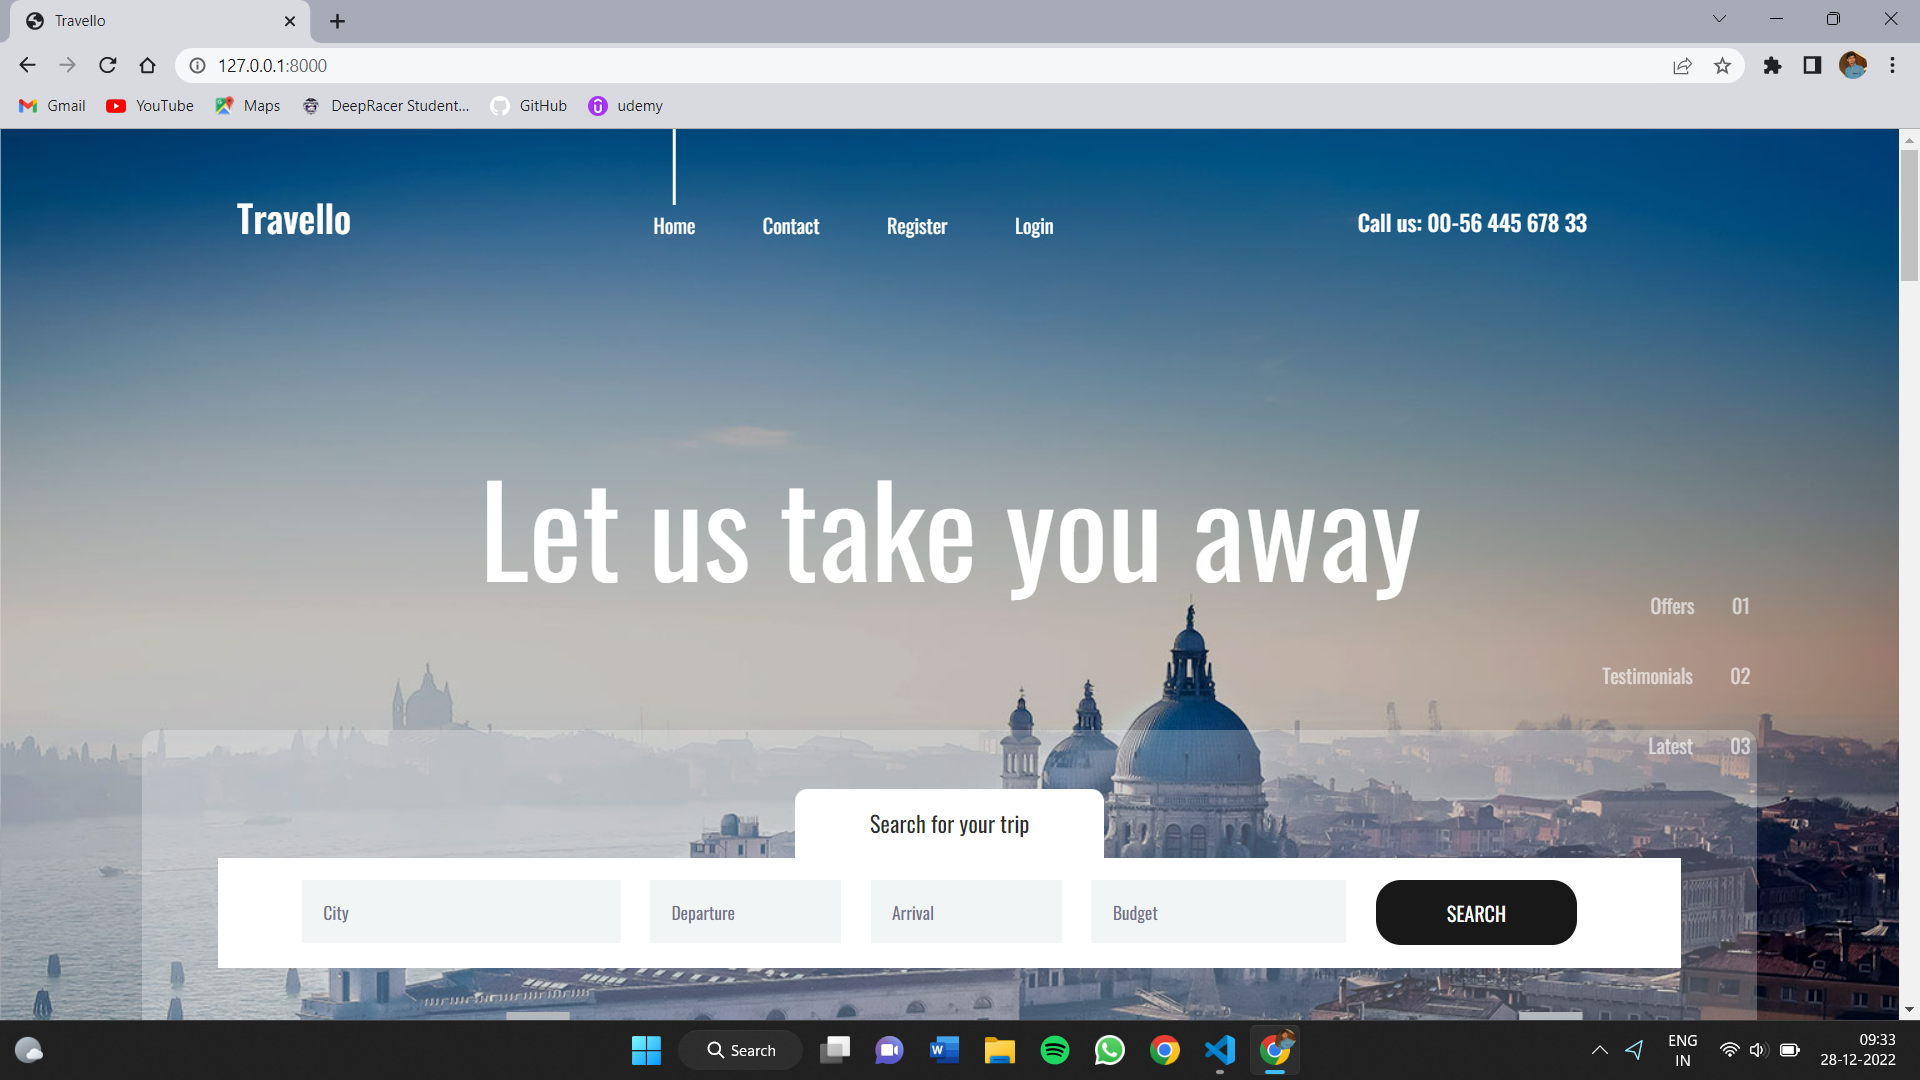 Travello
127.0.0.1:8000
Gmail YouTube Maps DeepRacer Student... GitHub udemy
Travello
Home Contact Register Login
Call us: 00-56 445 678 33
Let us take you away
Offers 01
Testimonials 02
Latest 03
Search for your trip
City Departure Arrival Budget SEARCH
Search
ENG
IN
09:33
28-12-2022